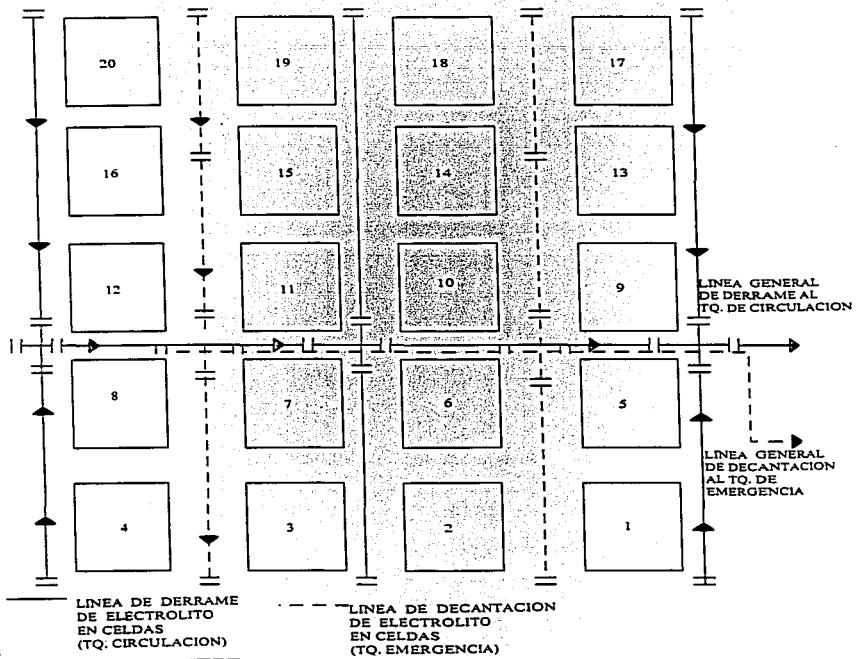 20 19 18 17
16 15 14 13
12 11 10 9
LINEA GENERAL
DE DERRAME AL
TQ. DE CIRCULACION
8 7 6 5
LINEA GENERAL
DE DECANTACION
AL TQ. DE
EMERGENCIA
4 3 2 1
LINEA DE DERRAME
DE ELECTROLITO
EN CELDAS
(TQ. CIRCULACION)
LINEA DE DECANTACION
DE ELECTROLITO
EN CELDAS
(TQ. EMERGENCIA)